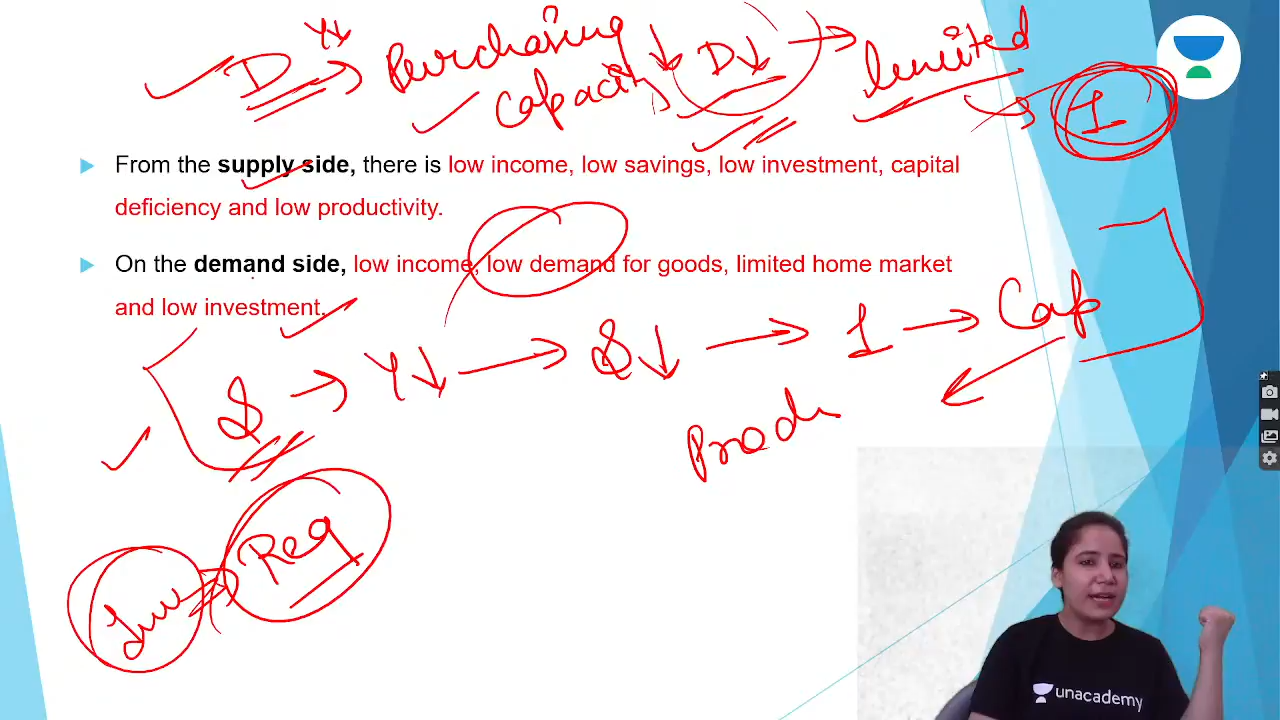 D → Y↓ Purchasing Capacity ↓ D↓ → limited → I
From the supply side, there is low income, low savings, low investment, capital
deficiency and low productivity.
On the demand side, low income, low demand for goods, limited home market
and low investment.
S → Y↓ → S↓ → I → Cap
Prod
Req
Inv
unacademy